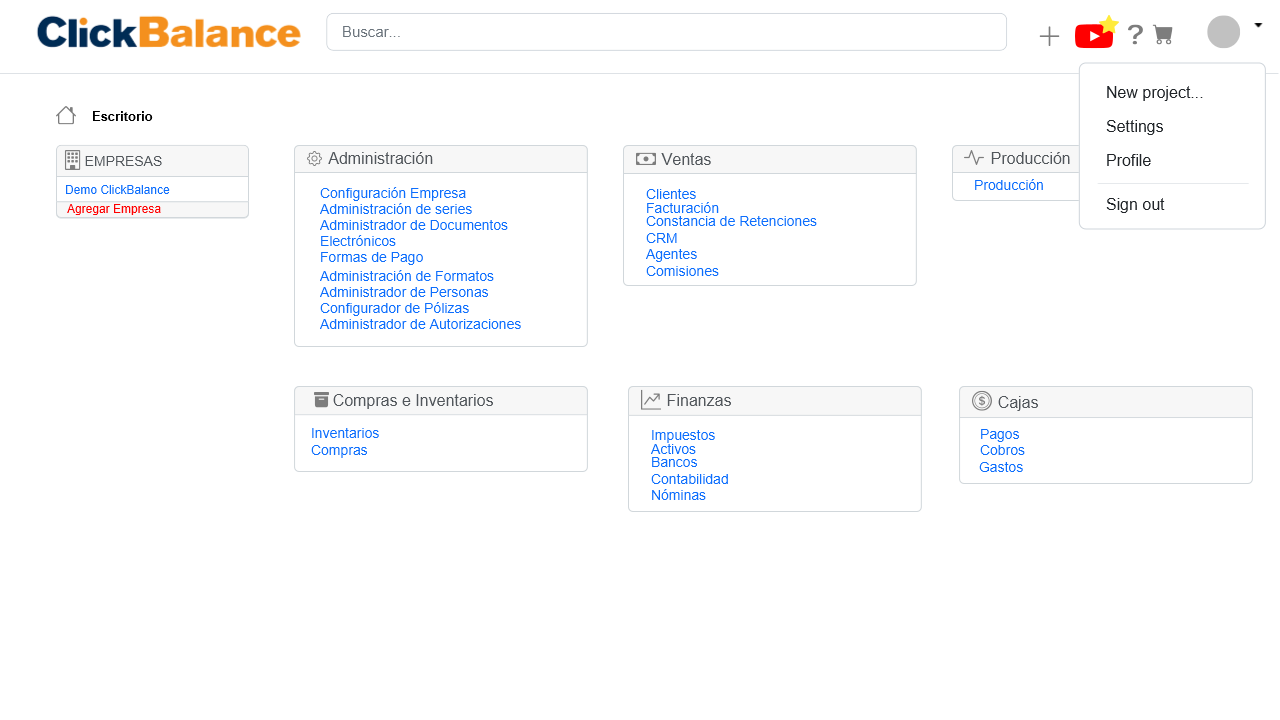 ClickBalance
Buscar...
Escritorio
EMPRESAS
Demo ClickBalance
Agregar Empresa
Administración
Configuración Empresa
Administración de series
Administrador de Documentos
Electrónicos
Formas de Pago
Administración de Formatos
Administrador de Personas
Configurador de Pólizas
Administrador de Autorizaciones
Ventas
Clientes
Facturación
Constancia de Retenciones
CRM
Agentes
Comisiones
Producción
Producción
New project...
Settings
Profile
Sign out
Compras e Inventarios
Inventarios
Compras
Finanzas
Impuestos
Activos
Bancos
Contabilidad
Nóminas
Cajas
Pagos
Cobros
Gastos